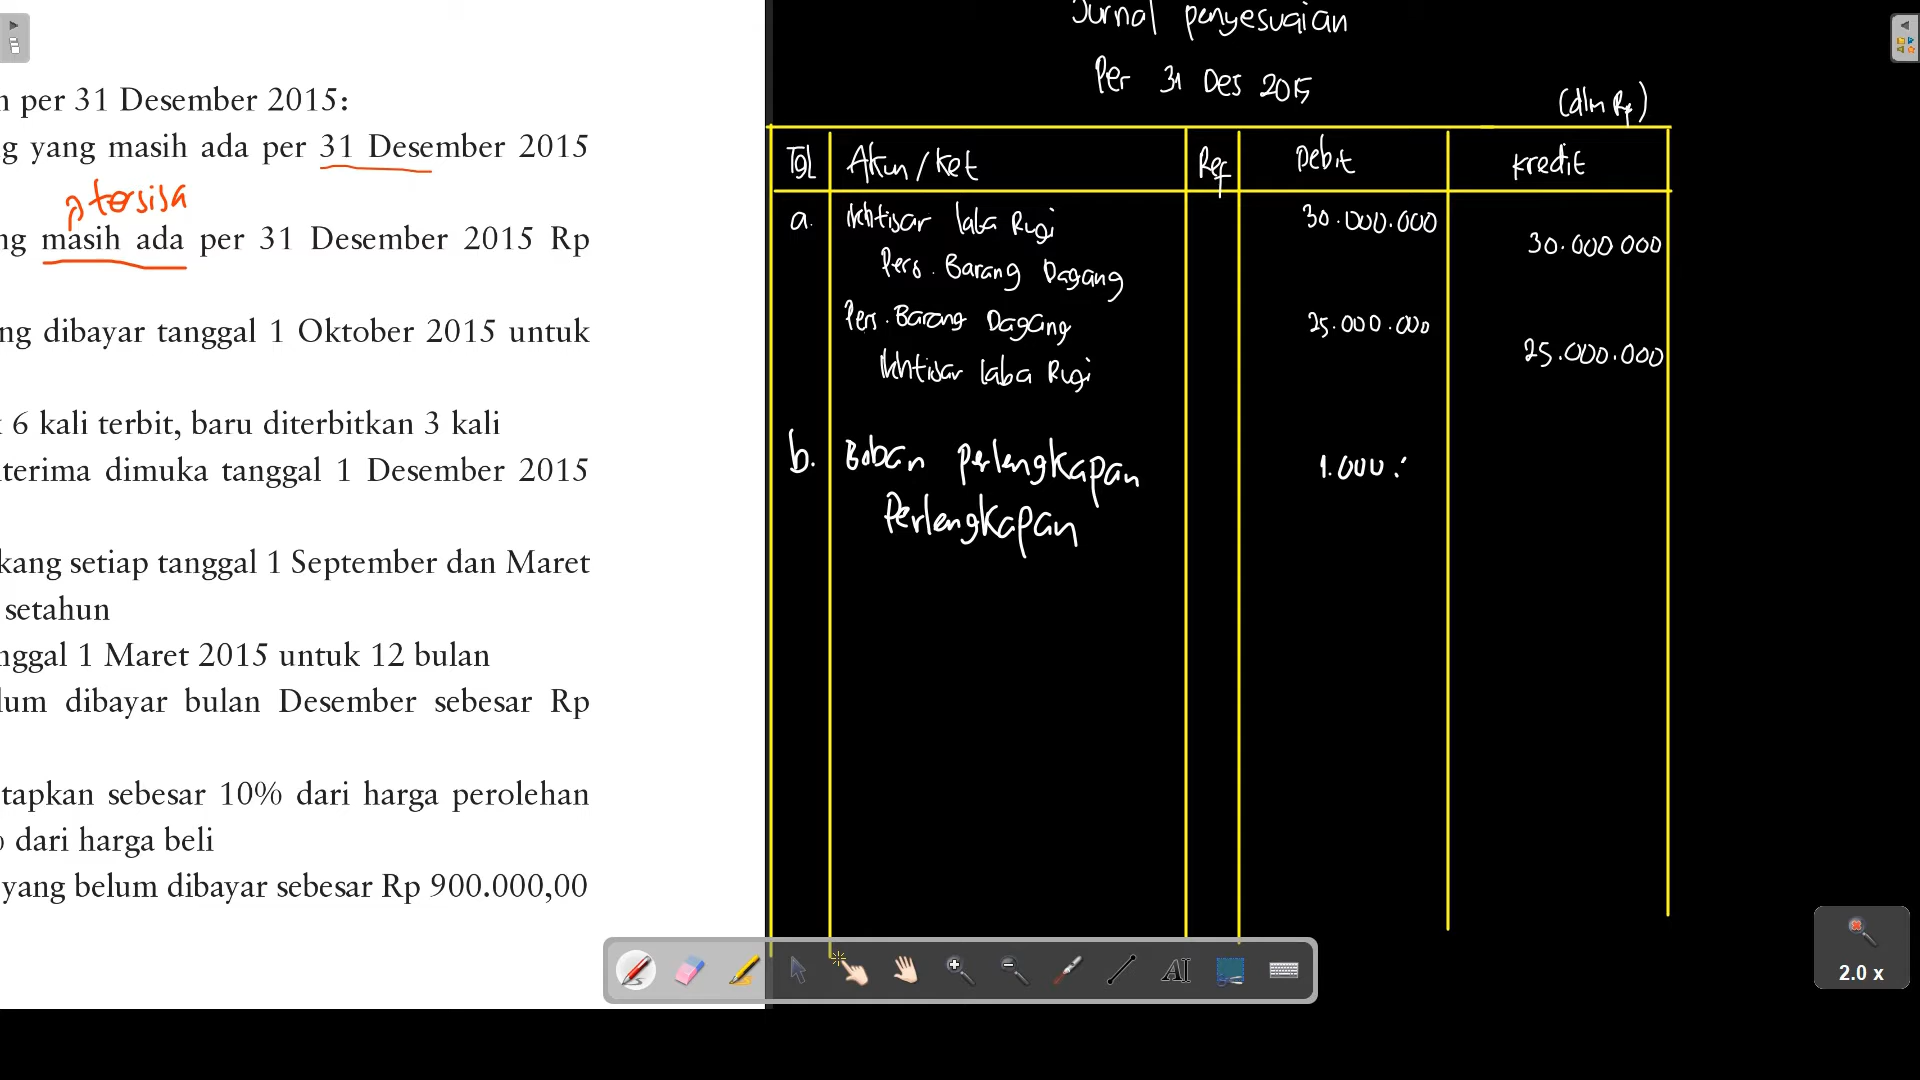 n per 31 Desember 2015:
g yang masih ada per 31 Desember 2015
tersisa
ng masih ada per 31 Desember 2015 Rp
ng dibayar tanggal 1 Oktober 2015 untuk
6 kali terbit, baru diterbitkan 3 kali
iterima dimuka tanggal 1 Desember 2015
kang setiap tanggal 1 September dan Maret
setahun
nggal 1 Maret 2015 untuk 12 bulan
lum dibayar bulan Desember sebesar Rp
tapkan sebesar 10% dari harga perolehan
dari harga beli
yang belum dibayar sebesar Rp 900.000,00
Jurnal penyesuaian
Per 31 Des 2015
(dlm Rp)
Tgl Akun/ket Ref Debit Kredit
a. Ikhtisar laba Rugi 30.000.000
Pers. Barang Dagang 30.000 000
Pers. Barang Dagang 25.000.000
Ikhtisar laba Rugi 25.000.000
b. Beban perlengkapan 1.000.
Perlengkapan
AI
2.0 x